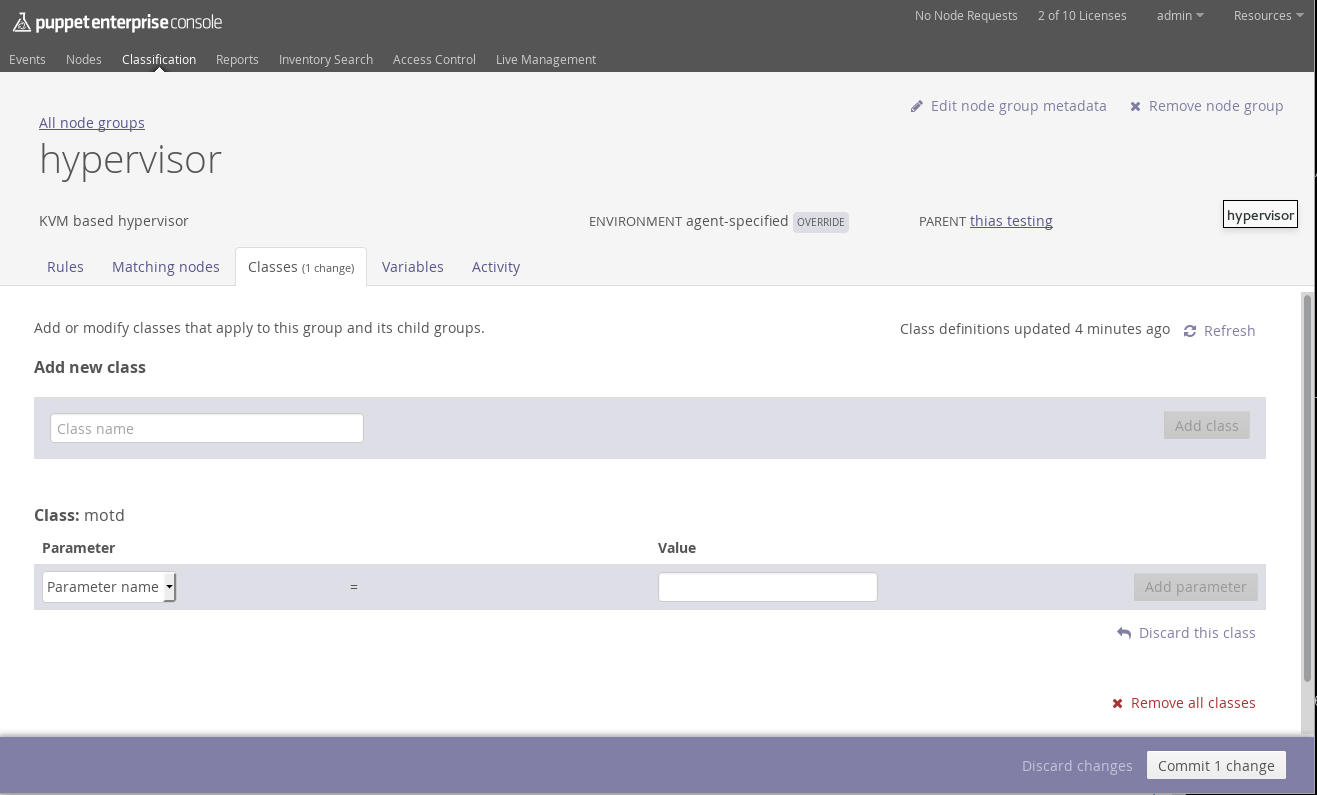 puppet enterprise console
No Node Requests 2 of 10 Licenses admin Resources
Events Nodes Classification Reports Inventory Search Access Control Live Management
Edit node group metadata Remove node group
All node groups
hypervisor
KVM based hypervisor ENVIRONMENT agent-specified OVERRIDE PARENT thias testing
hypervisor
Rules Matching nodes Classes (1 change) Variables Activity
Add or modify classes that apply to this group and its child groups. Class definitions updated 4 minutes ago Refresh
Add new class
Class name Add class
Class: motd
Parameter Value
Parameter name = Add parameter
Discard this class
Remove all classes
Discard changes Commit 1 change